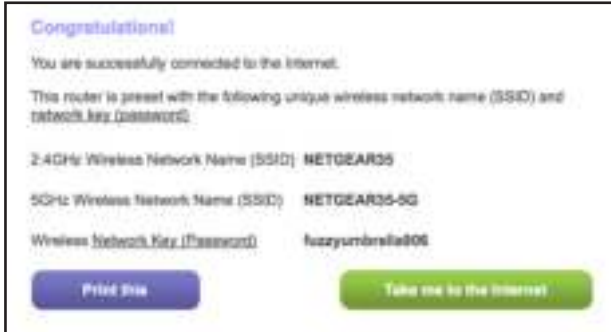 Congratulations!
You are successfully connected to the Internet.
This router is preset with the following unique wireless network name (SSID) and
network key (password)
2.4GHz Wireless Network Name (SSID) NETGEAR35
5GHz Wireless Network Name (SSID) NETGEAR35-5G
Wireless Network Key (Password) fuzzyumbrella806
Print this
Take me to the Internet